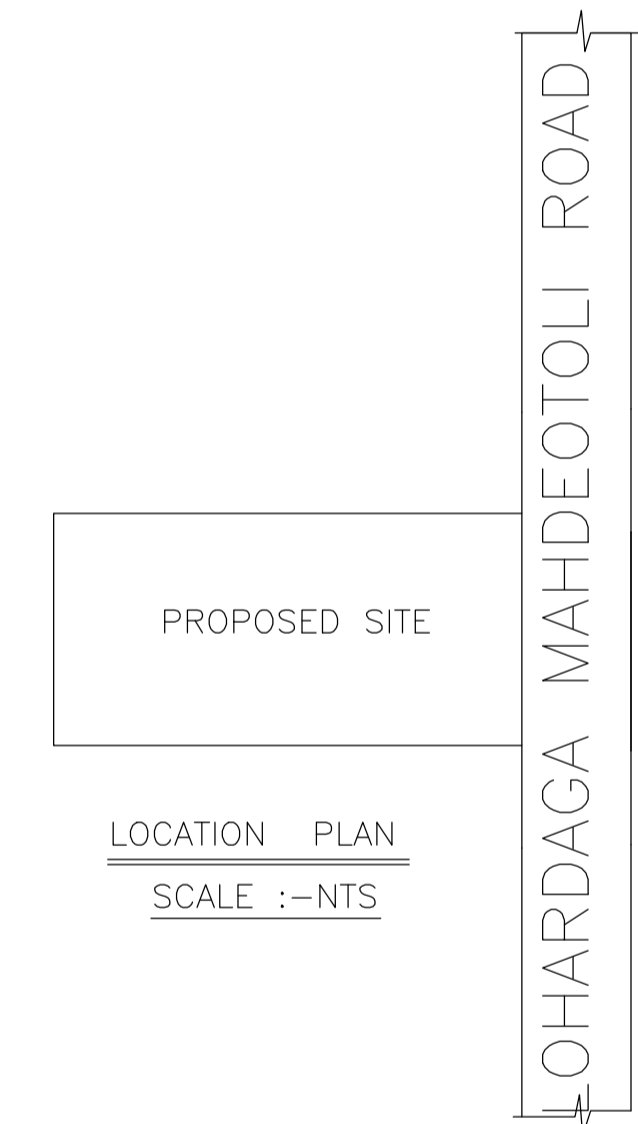 LOHARDAGA MAHDEOTOLI ROAD
PROPOSED SITE
LOCATION PLAN
SCALE :-NTS